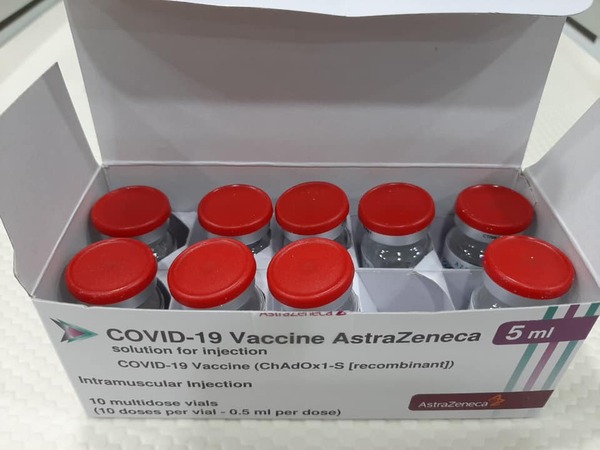 AstraZeneca
COVID-19 Vaccine AstraZeneca 5 ml
solution for injection
COVID-19 Vaccine (ChAdOx1-S [recombinant])
Intramuscular Injection
10 multidose vials
(10 doses per vial - 0.5 ml per dose)
AstraZeneca